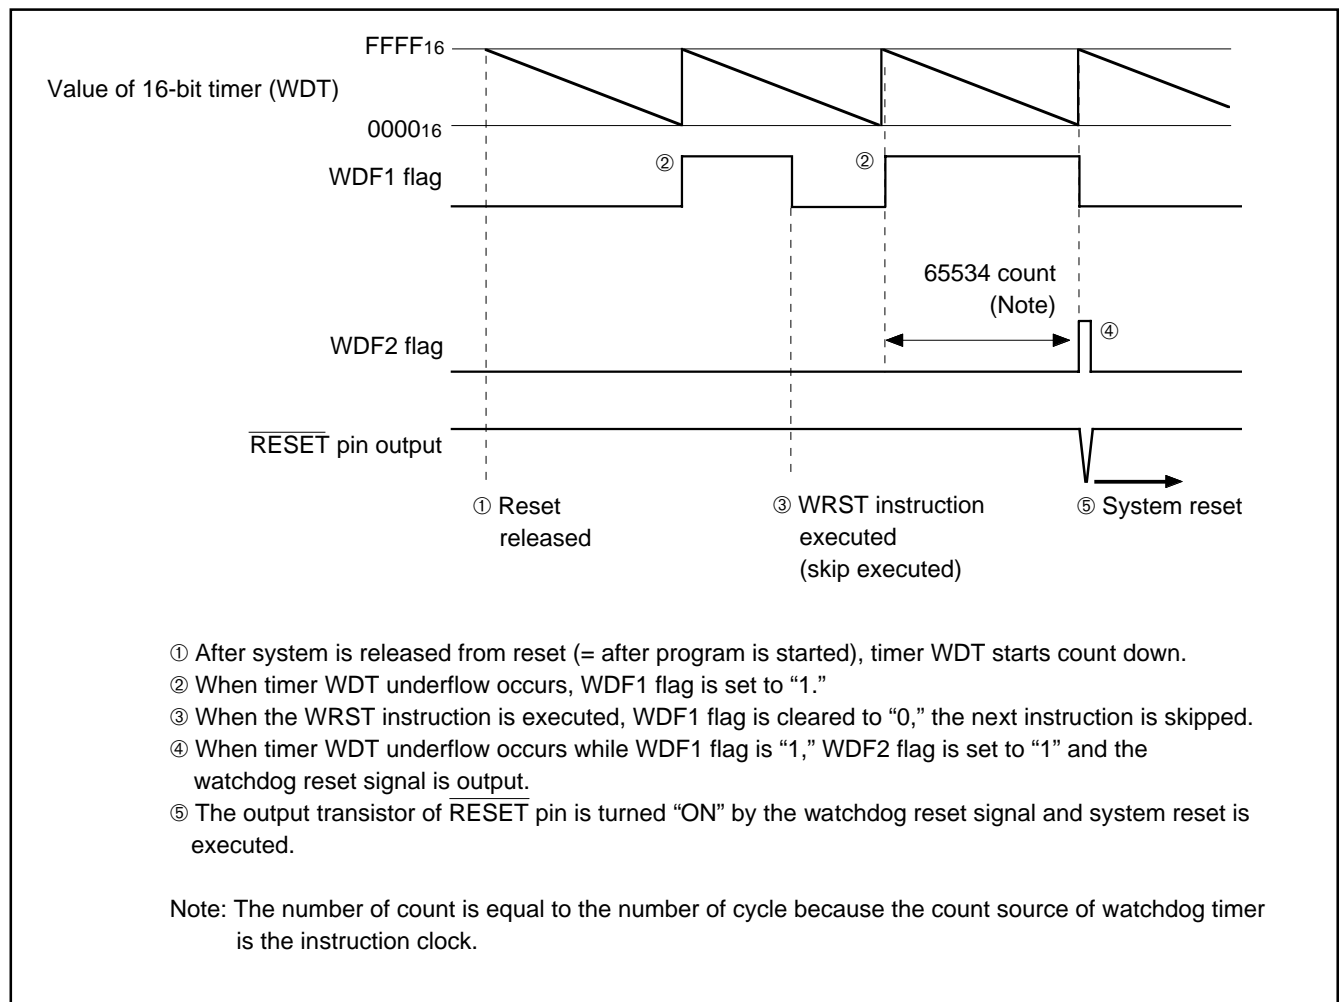 FFFF16
Value of 16-bit timer (WDT)
000016
② ②
WDF1 flag
65534 count
(Note)
④
WDF2 flag
RESET pin output
① Reset
released
③ WRST instruction
executed
(skip executed)
⑤ System reset
① After system is released from reset (= after program is started), timer WDT starts count down.
② When timer WDT underflow occurs, WDF1 flag is set to “1.”
③ When the WRST instruction is executed, WDF1 flag is cleared to “0,” the next instruction is skipped.
④ When timer WDT underflow occurs while WDF1 flag is “1,” WDF2 flag is set to “1” and the
watchdog reset signal is output.
⑤ The output transistor of RESET pin is turned “ON” by the watchdog reset signal and system reset is
executed.
Note: The number of count is equal to the number of cycle because the count source of watchdog timer
is the instruction clock.